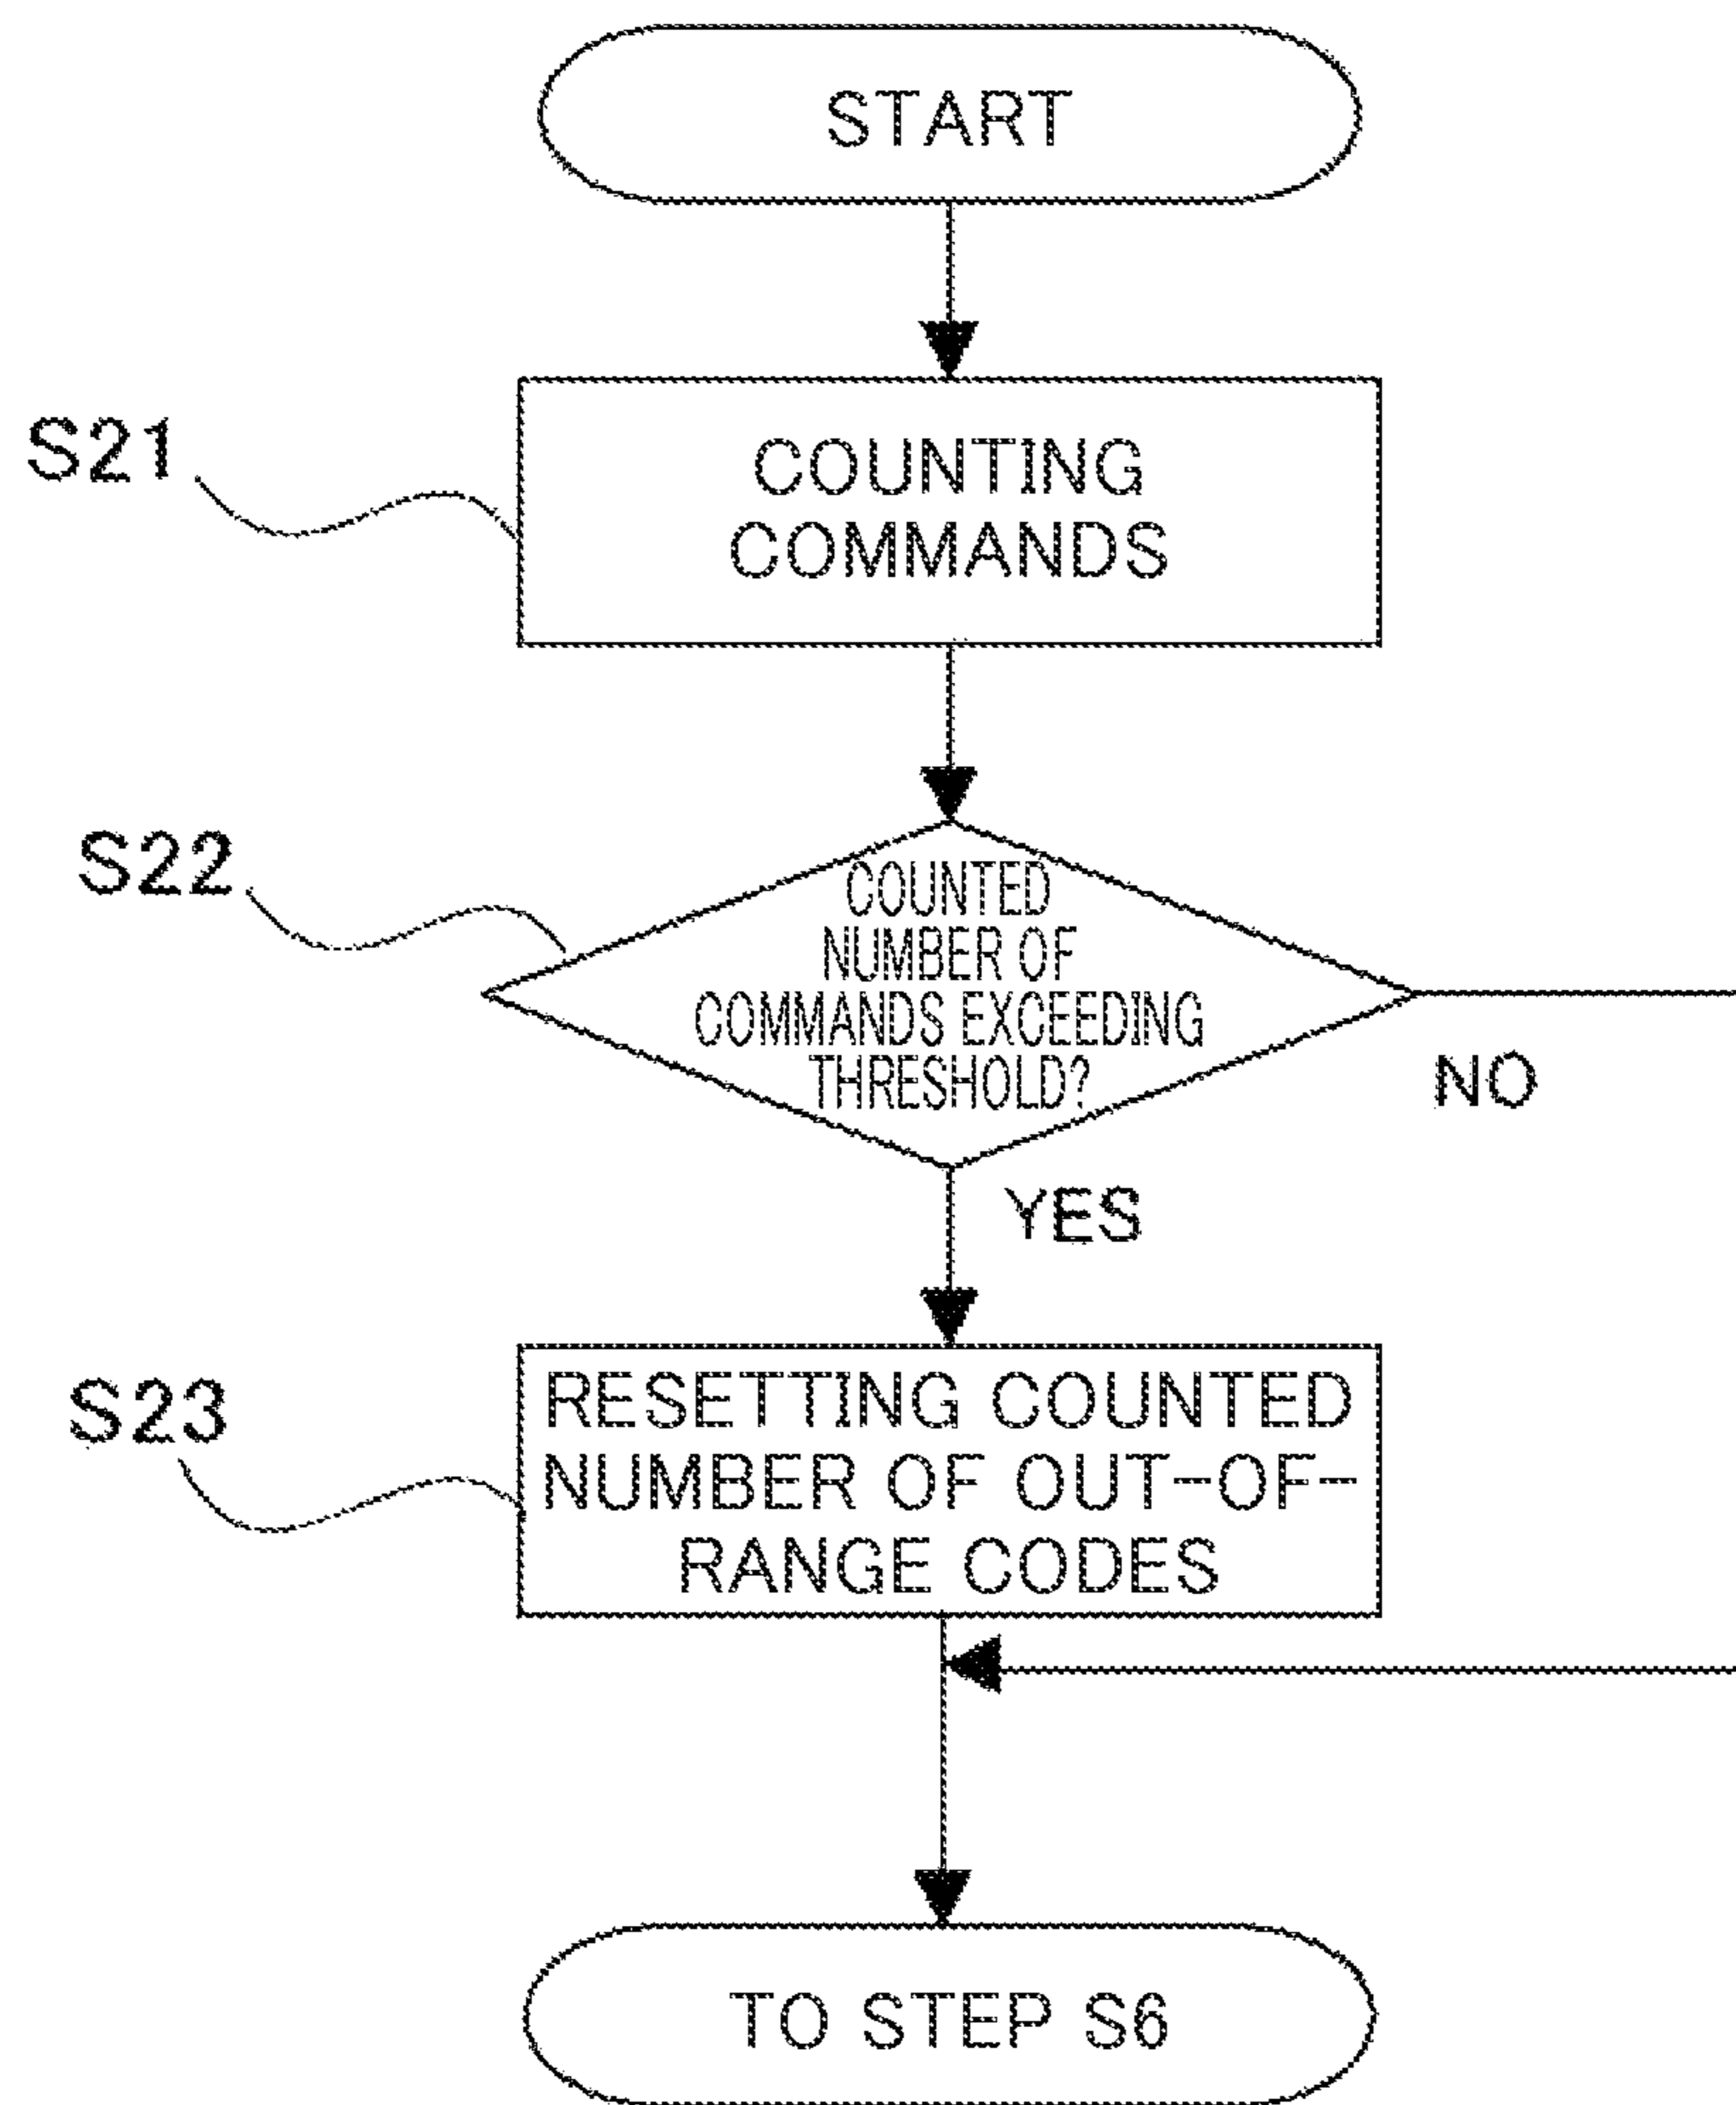 START
S21
COUNTING
COMMANDS
S22
COUNTED
NUMBER OF
COMMANDS EXCEEDING
THRESHOLD?
NO
YES
S23
RESETTING COUNTED
NUMBER OF OUT-OF-
RANGE CODES
TO STEP S6